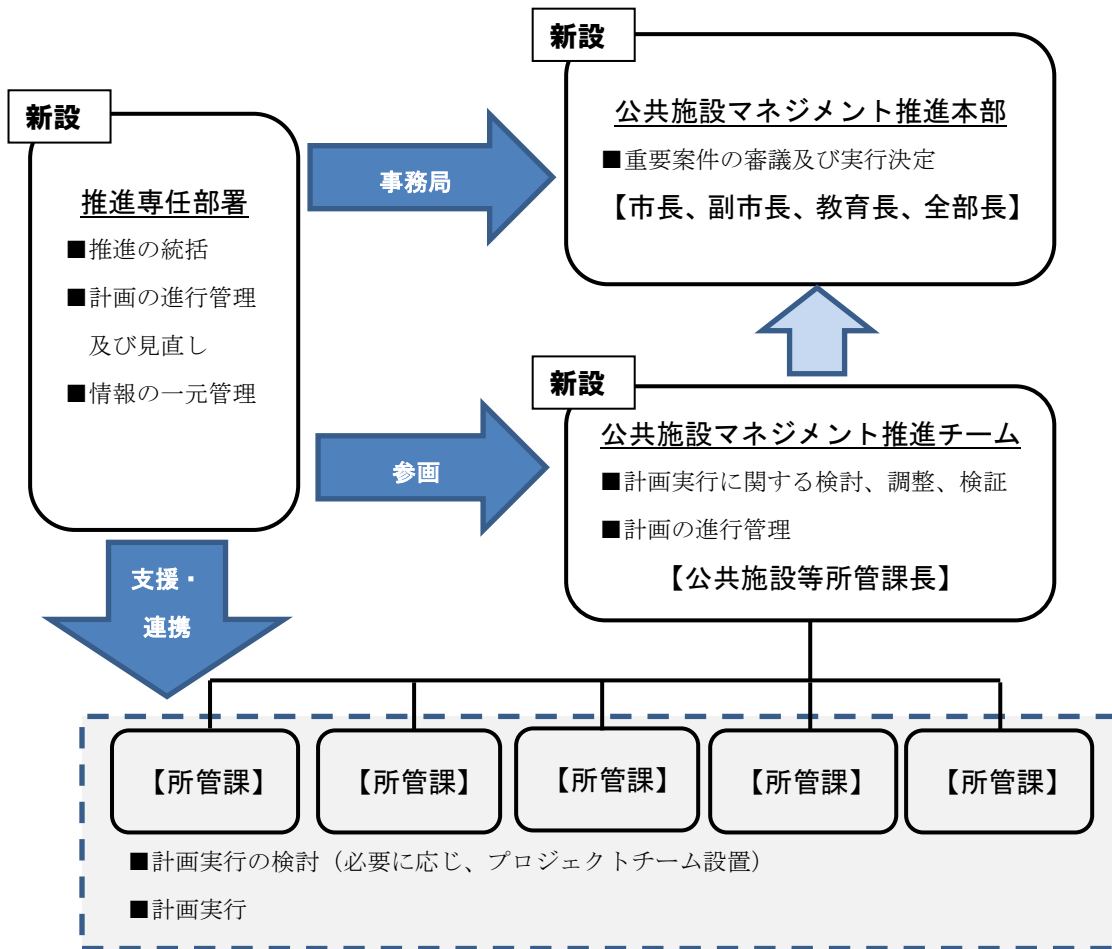 新設
推進専任部署
■推進の統括
■計画の進行管理
及び見直し
■情報の一元管理
事務局
新設
公共施設マネジメント推進本部
■重要案件の審議及び実行決定
【市長、副市長、教育長、全部長】
参画
新設
公共施設マネジメント推進チーム
■計画実行に関する検討、調整、検証
■計画の進行管理
【公共施設等所管課長】
支援・
連携
【所管課】
【所管課】
【所管課】
【所管課】
【所管課】
■計画実行の検討（必要に応じ、プロジェクトチーム設置）
■計画実行